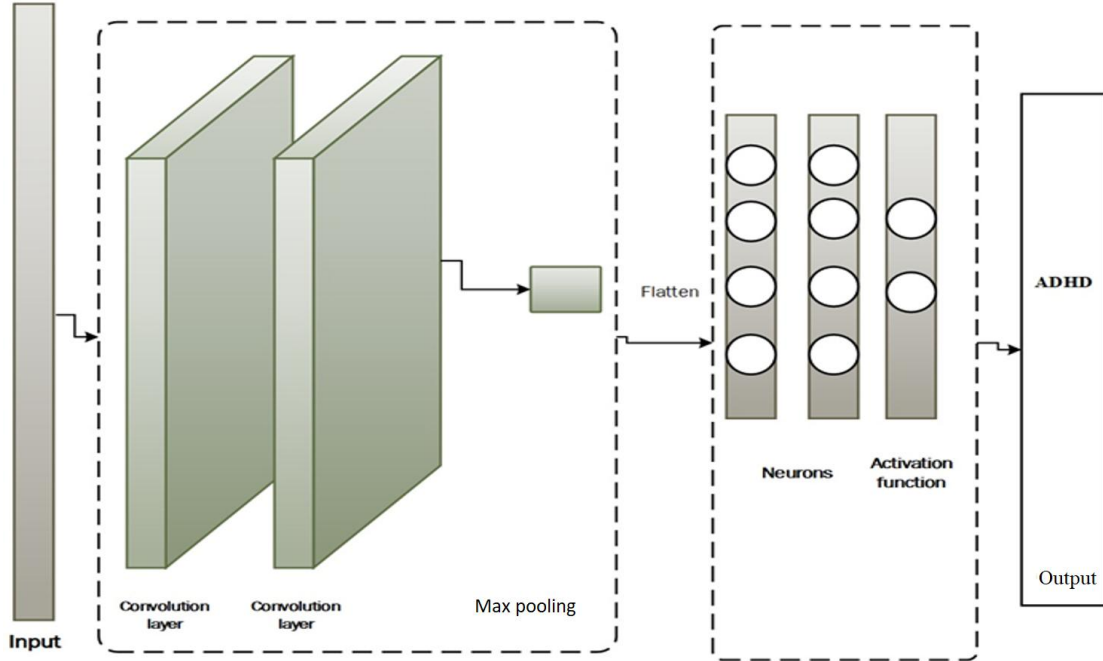 Input
Convolution
layer
Convolution
layer
Max pooling
Flatten
Neurons
Activation
function
ADHD
Output